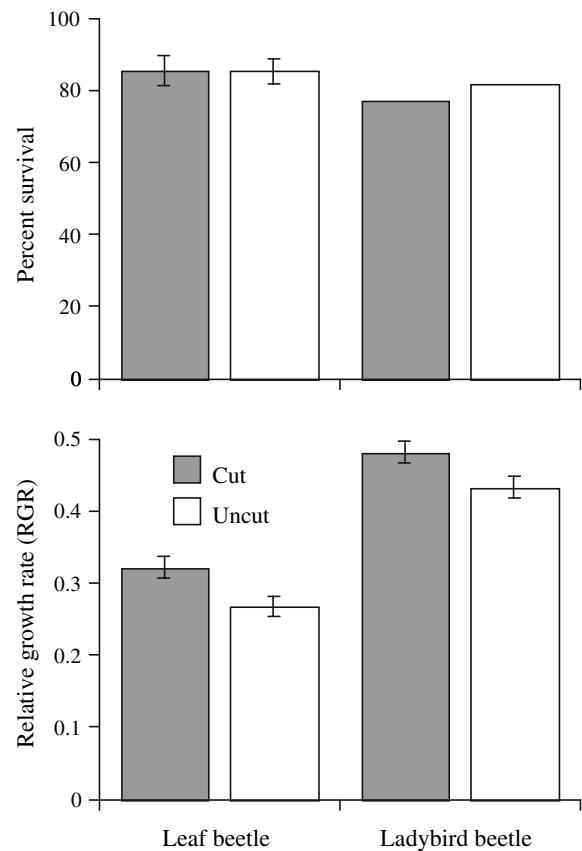 100
80
60
40
20
0
Percent survival
0.5
0.4
0.3
0.2
0.1
0
Relative growth rate (RGR)
Cut
Uncut
Leaf beetle
Ladybird beetle